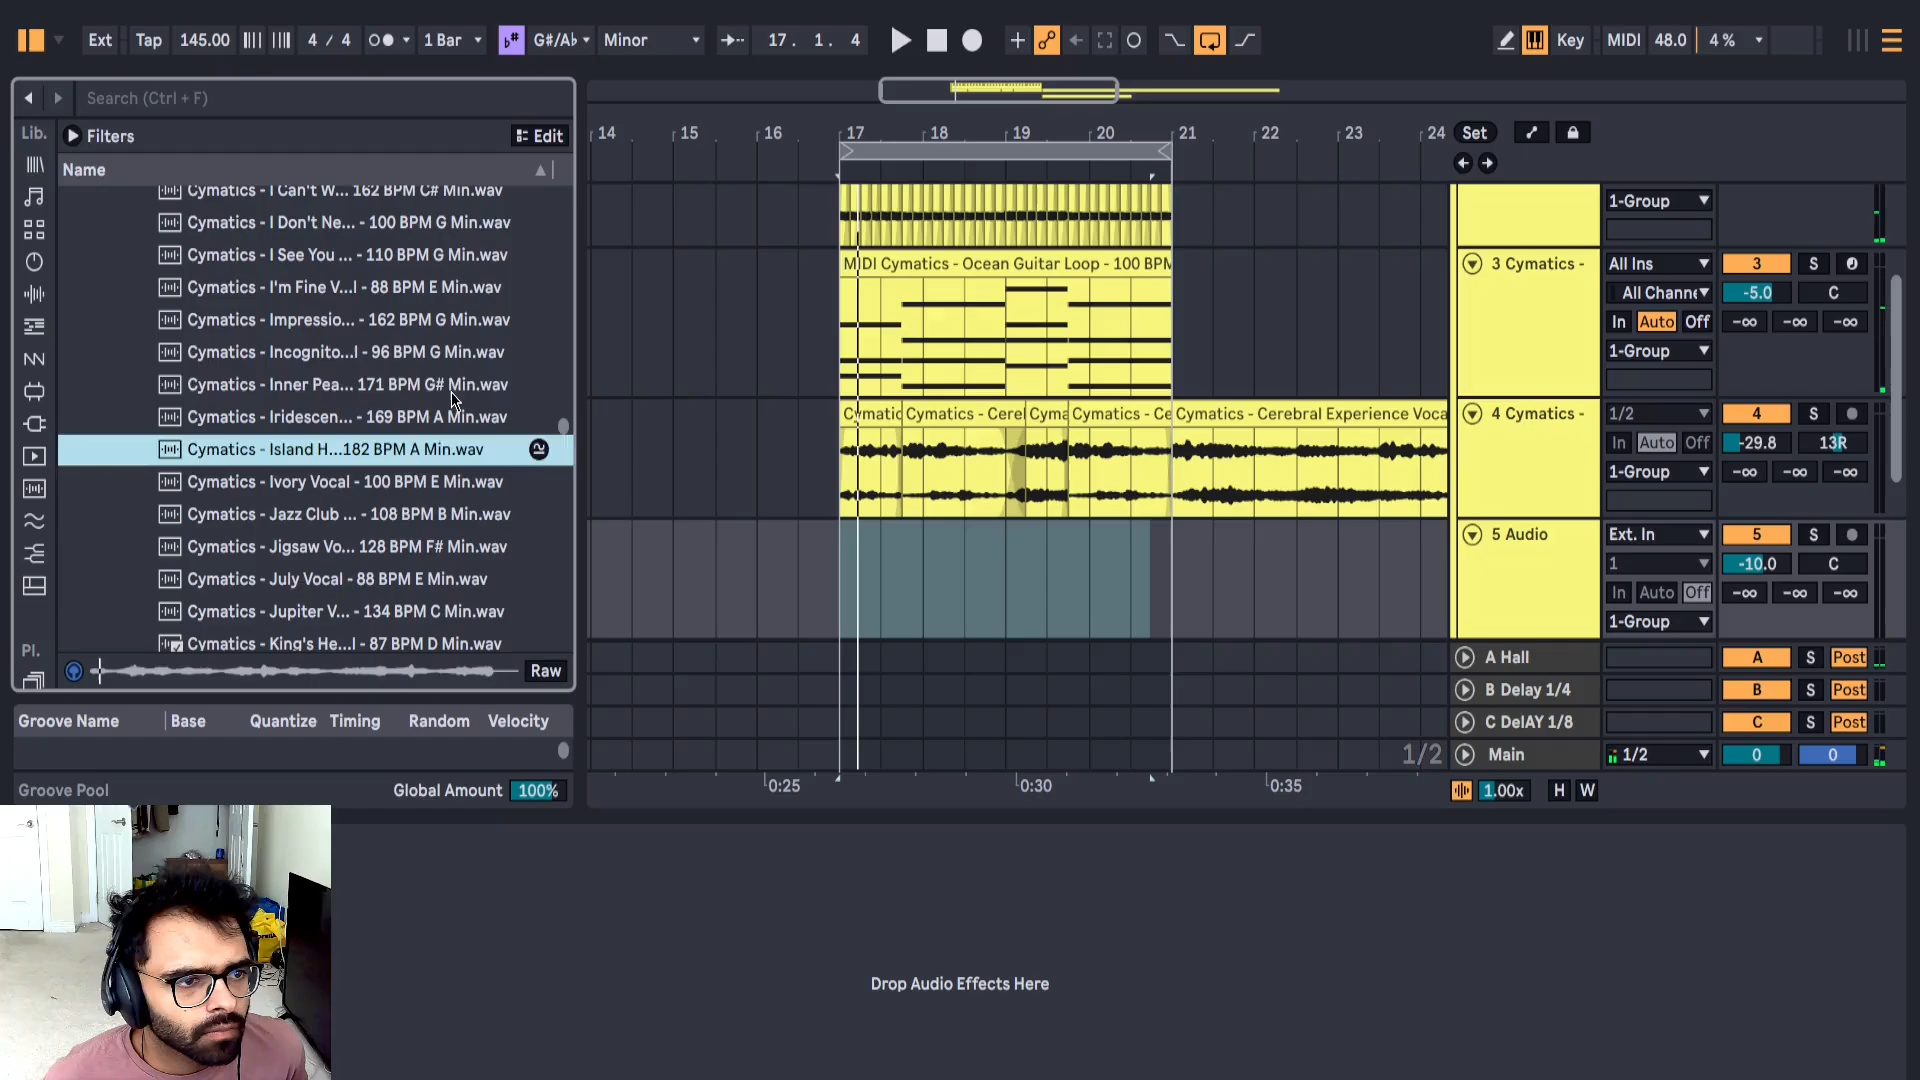 Ext Tap 145.00 4 / 4 1 Bar G#/Ab Minor 17. 1. 4 Key MIDI 48.0 4 %
Search (Ctrl + F)
Lib. Filters Edit
Name
Cymatics - I Can't W... 162 BPM C# Min.wav
Cymatics - I Don't Ne... - 100 BPM G Min.wav
Cymatics - I See You ... - 110 BPM G Min.wav
Cymatics - I'm Fine V...l - 88 BPM E Min.wav
Cymatics - Impressio... - 162 BPM G Min.wav
Cymatics - Incognito...l - 96 BPM G Min.wav
Cymatics - Inner Pea... 171 BPM G# Min.wav
Cymatics - Iridescen... - 169 BPM A Min.wav
Cymatics - Island H...182 BPM A Min.wav
Cymatics - Ivory Vocal - 100 BPM E Min.wav
Cymatics - Jazz Club ... - 108 BPM B Min.wav
Cymatics - Jigsaw Vo... 128 BPM F# Min.wav
Cymatics - July Vocal - 88 BPM E Min.wav
Cymatics - Jupiter V... - 134 BPM C Min.wav
Cymatics - King's He...l - 87 BPM D Min.wav
Pl.
Raw
Groove Name Base Quantize Timing Random Velocity
Groove Pool Global Amount 100%
14 15 16 17 18 19 20 21 22 23 24 Set
1-Group
MIDI Cymatics - Ocean Guitar Loop - 100 BPM
3 Cymatics - All Ins 3 S
All Channe -5.0 C
In Auto Off -∞ -∞ -∞
1-Group
Cymatic Cymatics - Cerel Cyma Cymatics - Ce Cymatics - Cerebral Experience Voca
4 Cymatics - 1/2 4 S
In Auto Off -29.8 13R
1-Group -∞ -∞ -∞
5 Audio Ext. In 5 S
1 -10.0 C
In Auto Off -∞ -∞ -∞
1-Group
A Hall A S Post
B Delay 1/4 B S Post
C DelAY 1/8 C S Post
1/2 Main 1/2 0 0
0:25 0:30 0:35 1.00x H W
Drop Audio Effects Here